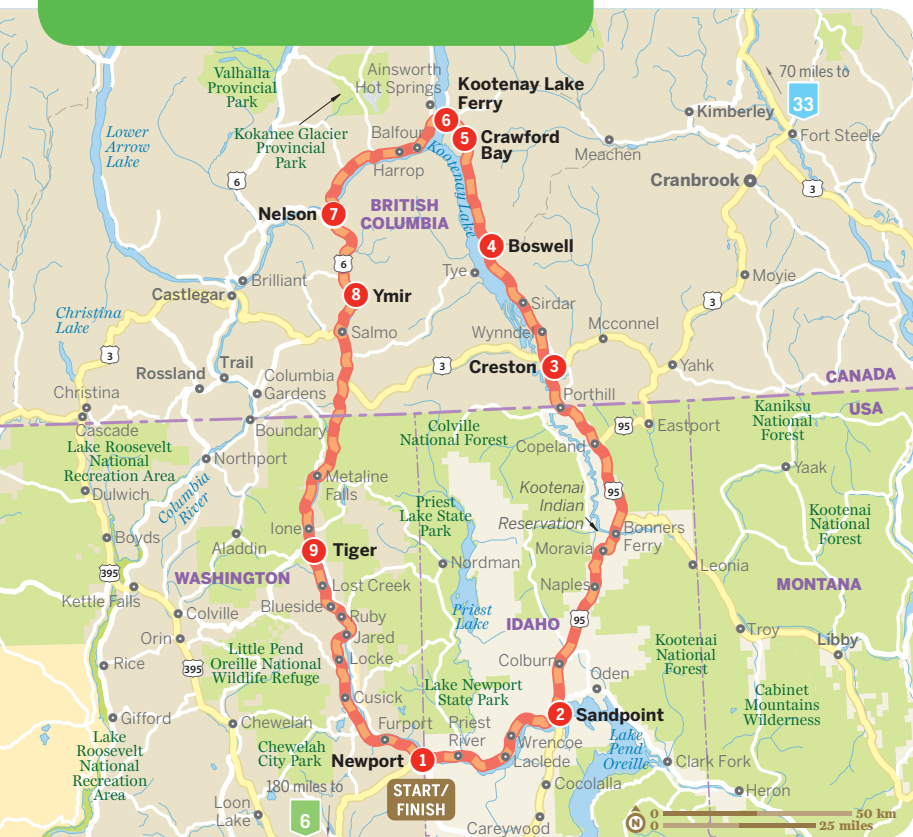 Ainsworth
Hot Springs
Valhalla
Provincial
Park
Kootenay Lake
Ferry
70 miles to
33
Kimberley
6
5
Crawford
Bay
Lower
Arrow
Lake
Kokanee Glacier
Provincial
Park
Balfour
Harrop
Kootenay Lake
Meachen
Fort Steele
Cranbrook
3
6
Nelson
7
BRITISH
COLUMBIA
4
Boswell
6
Tye
Moyie
Brilliant
Castlegar
8
Ymir
Sirdar
3
Christina
Lake
Salmo
Wynndel
Mcconnel
3
3
Creston
3
Yahk
Trail
Rossland
Columbia
Gardens
Christina
Porthill
CANADA
USA
Cascade
Boundary
Colville
National Forest
95
Eastport
Kaniksu
National
Forest
Copeland
Lake Roosevelt
National
Recreation Area
Northport
Yaak
Dulwich
Columbia
River
Metaline
Falls
Kootenai
Indian
Reservation
95
Priest
Lake State
Park
Kootenai
National
Forest
Boyds
Aladdin
Ione
Bonners
Ferry
9
Tiger
Moravia
Nordman
Leonia
395
WASHINGTON
Lost Creek
Naples
MONTANA
Kettle Falls
Colville
Blueside
Ruby
Priest
Lake
IDAHO
95
Troy
Orin
Jared
Libby
Rice
395
Little Pend
Oreille National
Wildlife Refuge
Locke
Colburn
Kootenai
National
Forest
Oden
Cusick
Lake Newport
State Park
Cabinet
Mountains
Wilderness
Gifford
Chewelah
Furport
Priest
River
2
Sandpoint
Lake
Roosevelt
National
Recreation
Area
Chewelah
City Park
Newport
1
Wrencoe
Laclede
Lake
Pend
Oreille
Clark Fork
180 miles to
6
START/
FINISH
Cocolalla
Heron
Loon
Lake
Careywood
N
0
50 km
0
25 miles